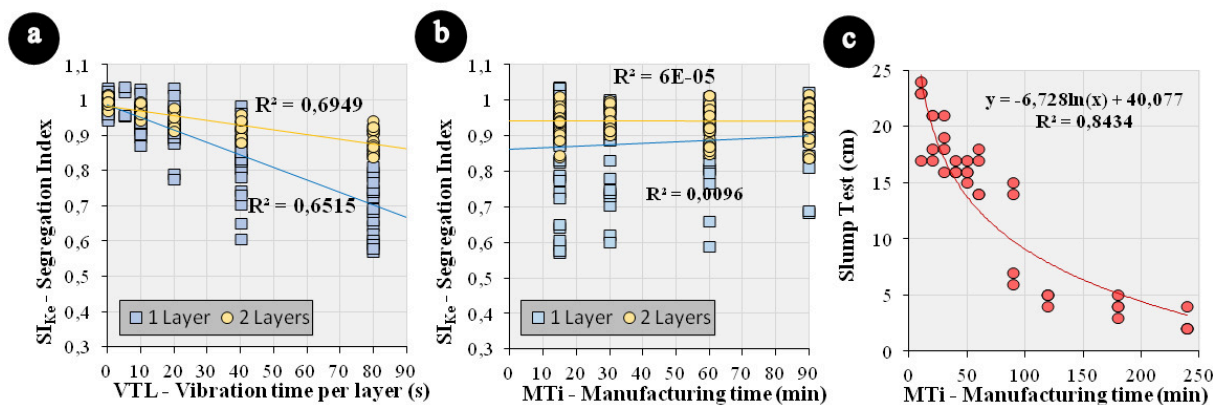 a
1,1
1
0,9
0,8
0,7
0,6
0,5
0,4
0,3
SI_Ke - Segregation Index
R² = 0,6949
R² = 0,6515
1 Layer 2 Layers
0 10 20 30 40 50 60 70 80 90
VTL - Vibration time per layer (s)
b
1,1
1
0,9
0,8
0,7
0,6
0,5
0,4
0,3
SI_Ke - Segregation Index
R² = 6E-05
R² = 0,0096
1 Layer 2 Layers
0 10 20 30 40 50 60 70 80 90
MTi - Manufacturing time (min)
c
25
20
15
10
5
0
Slump Test (cm)
y = -6,728ln(x) + 40,077
R² = 0,8434
0 50 100 150 200 250
MTi - Manufacturing time (min)